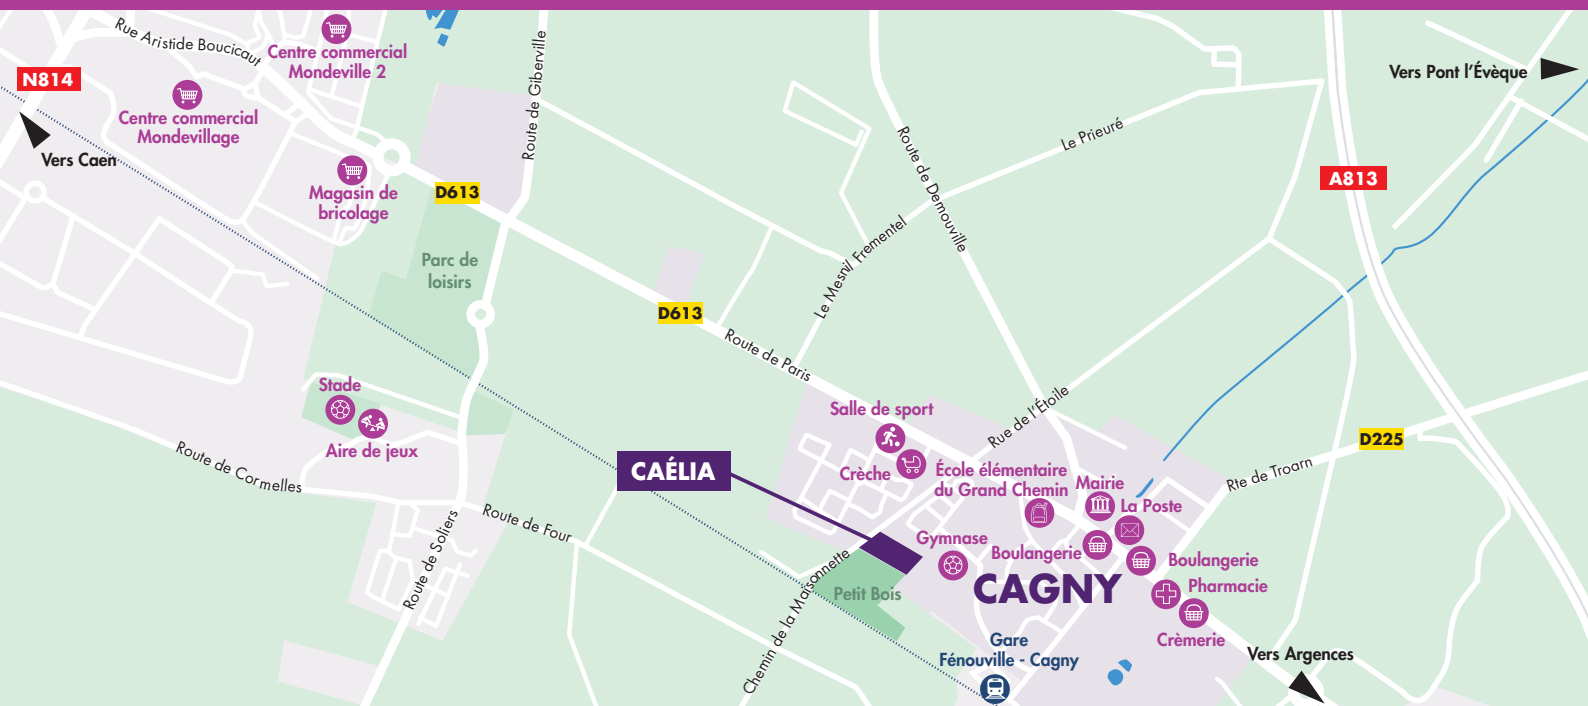 Rue Aristide Boucicaut
Centre commercial
Mondeville 2
N814
Centre commercial
Mondevillage
Vers Caen
Magasin de
bricolage
D613
Route de Giberville
Parc de
loisirs
D613
Route de Paris
Le Mesnil Frementel
Route de Demouville
Le Prieuré
Vers Pont l'Évèque
A813
Stade
Aire de jeux
Route de Cormelles
Route de Four
Route de Soliers
CAÉLIA
Salle de sport
Crèche
Rue de l'Étoile
École élémentaire
du Grand Chemin
Mairie
La Poste
D225
Rte de Troarn
Gymnase
Boulangerie
Boulangerie
CAGNY
Pharmacie
Crèmerie
Petit Bois
Chemin de la Maisonnette
Gare
Fénouville - Cagny
Vers Argences